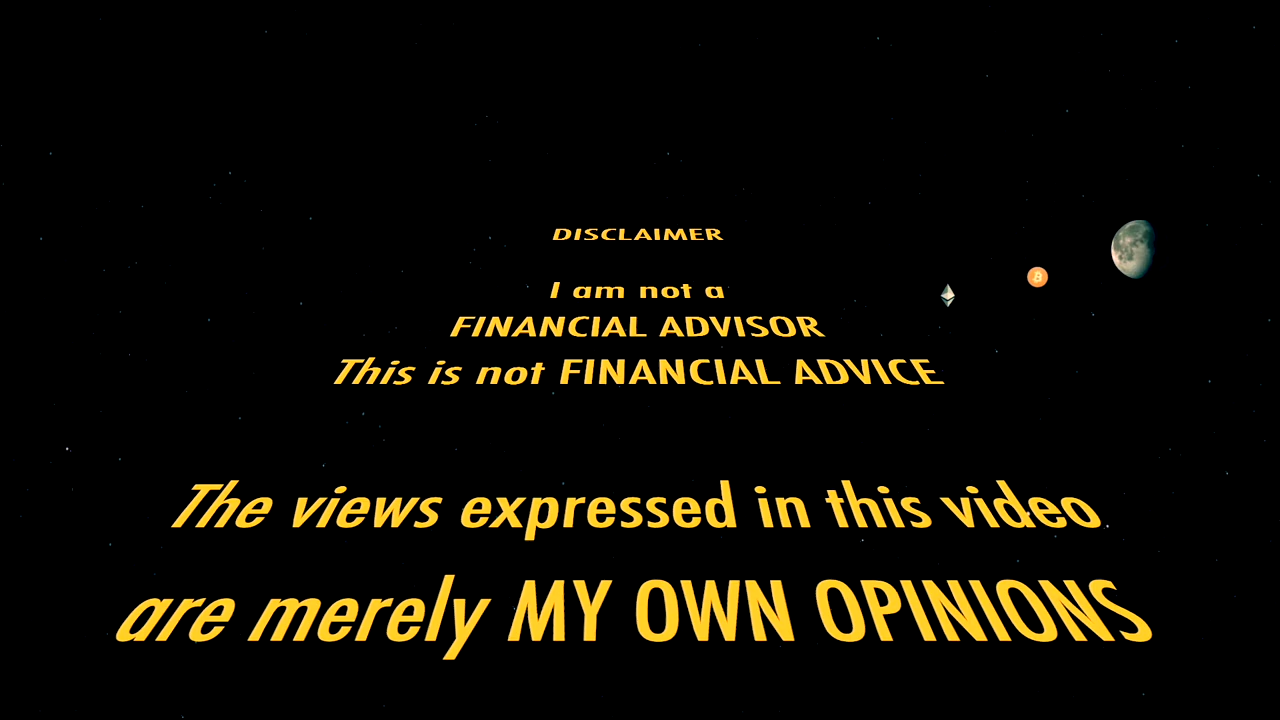 DISCLAIMER
I am not a
FINANCIAL ADVISOR
This is not FINANCIAL ADVICE
The views expressed in this video
are merely MY OWN OPINIONS